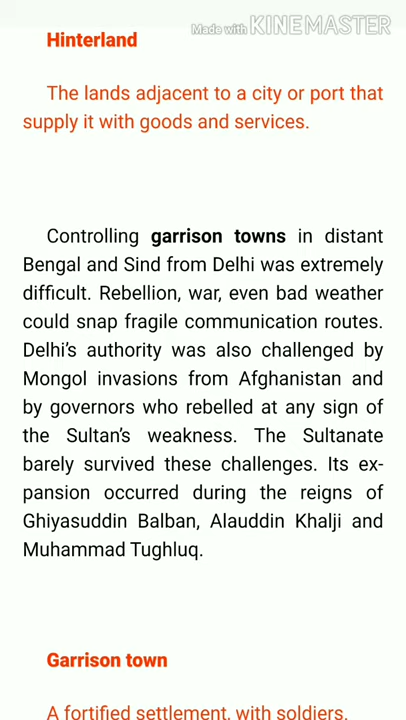 Made with KINEMASTER
Hinterland
The lands adjacent to a city or port that
supply it with goods and services.
Controlling garrison towns in distant
Bengal and Sind from Delhi was extremely
difficult. Rebellion, war, even bad weather
could snap fragile communication routes.
Delhi's authority was also challenged by
Mongol invasions from Afghanistan and
by governors who rebelled at any sign of
the Sultan's weakness. The Sultanate
barely survived these challenges. Its ex-
pansion occurred during the reigns of
Ghiyasuddin Balban, Alauddin Khalji and
Muhammad Tughluq.
Garrison town
A fortified settlement, with soldiers.